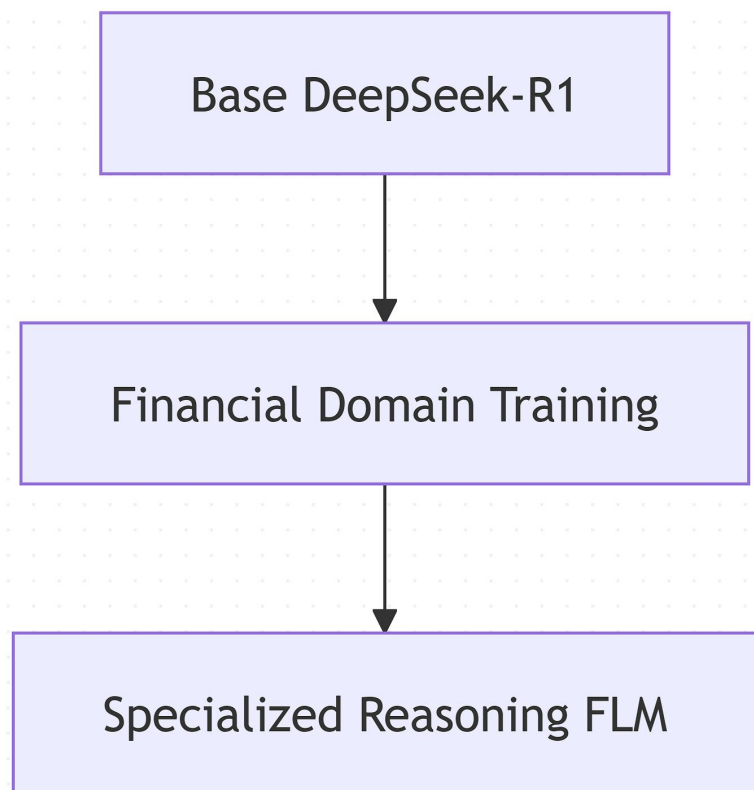 Base DeepSeek-R1
Financial Domain Training
Specialized Reasoning FLM